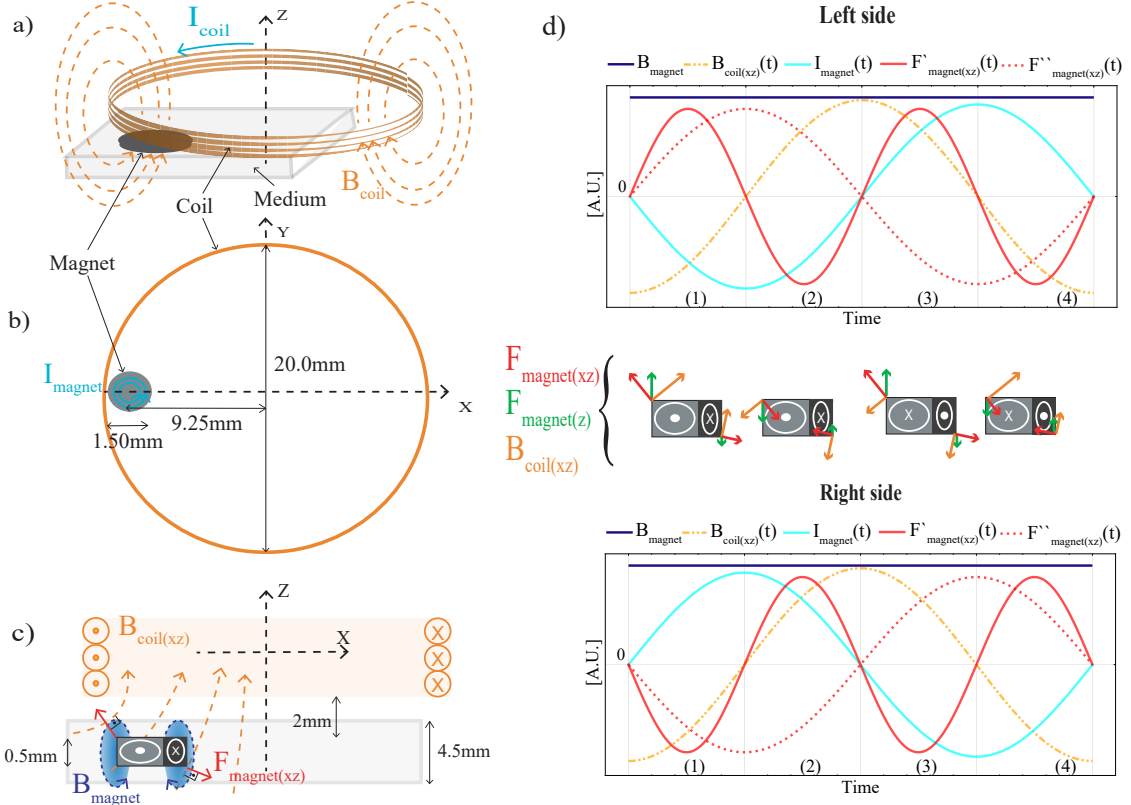 a)
Z
I_coil
B_coil
Medium
Coil
Magnet
b)
Y
I_magnet
20.0mm
X
9.25mm
1.50mm
c)
Z
B_coil(xz)
X
2mm
0.5mm
4.5mm
F_magnet(xz)
B_magnet
X
X
X
X
d)
Left side
B_magnet B_coil(xz)(t) I_magnet(t) F`_magnet(xz)(t) F``_magnet(xz)(t)
0
[A.U.]
(1) (2) (3) (4)
Time
F_magnet(xz)
F_magnet(z)
B_coil(xz)
X X X X
Right side
B_magnet B_coil(xz)(t) I_magnet(t) F`_magnet(xz)(t) F``_magnet(xz)(t)
0
[A.U.]
(1) (2) (3) (4)
Time